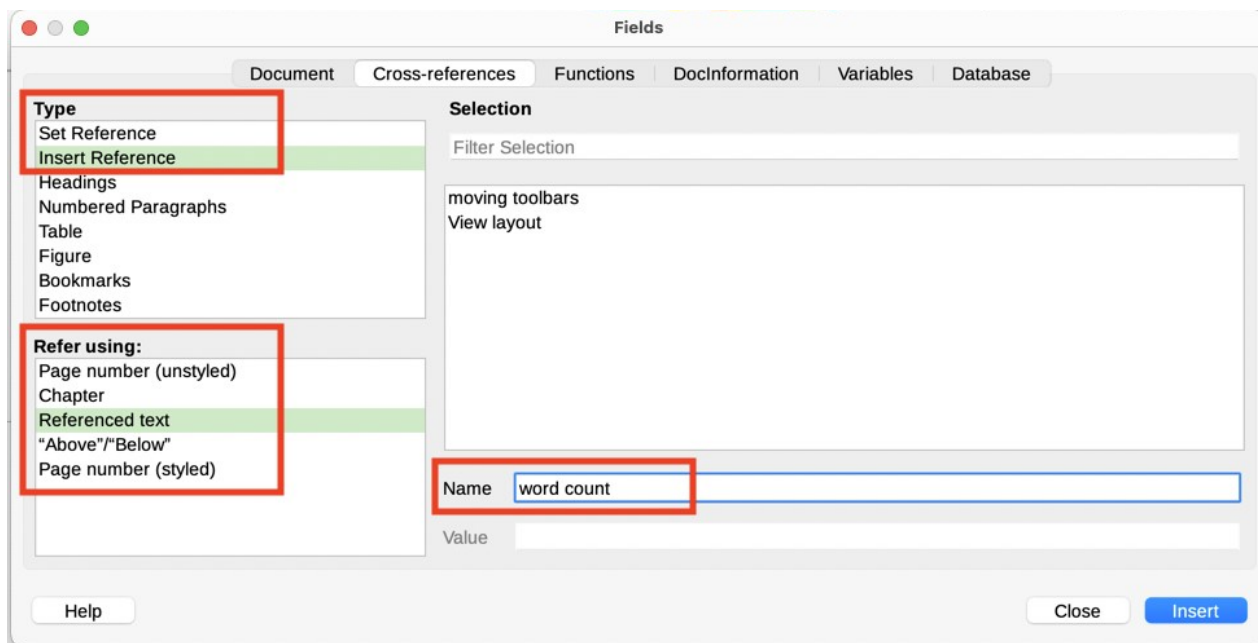 Fields
Document Cross-references Functions DocInformation Variables Database
Type
Set Reference
Insert Reference
Headings
Numbered Paragraphs
Table
Figure
Bookmarks
Footnotes
Refer using:
Page number (unstyled)
Chapter
Referenced text
“Above”/“Below”
Page number (styled)
Selection
Filter Selection
moving toolbars
View layout
Name word count
Value
Help Close Insert